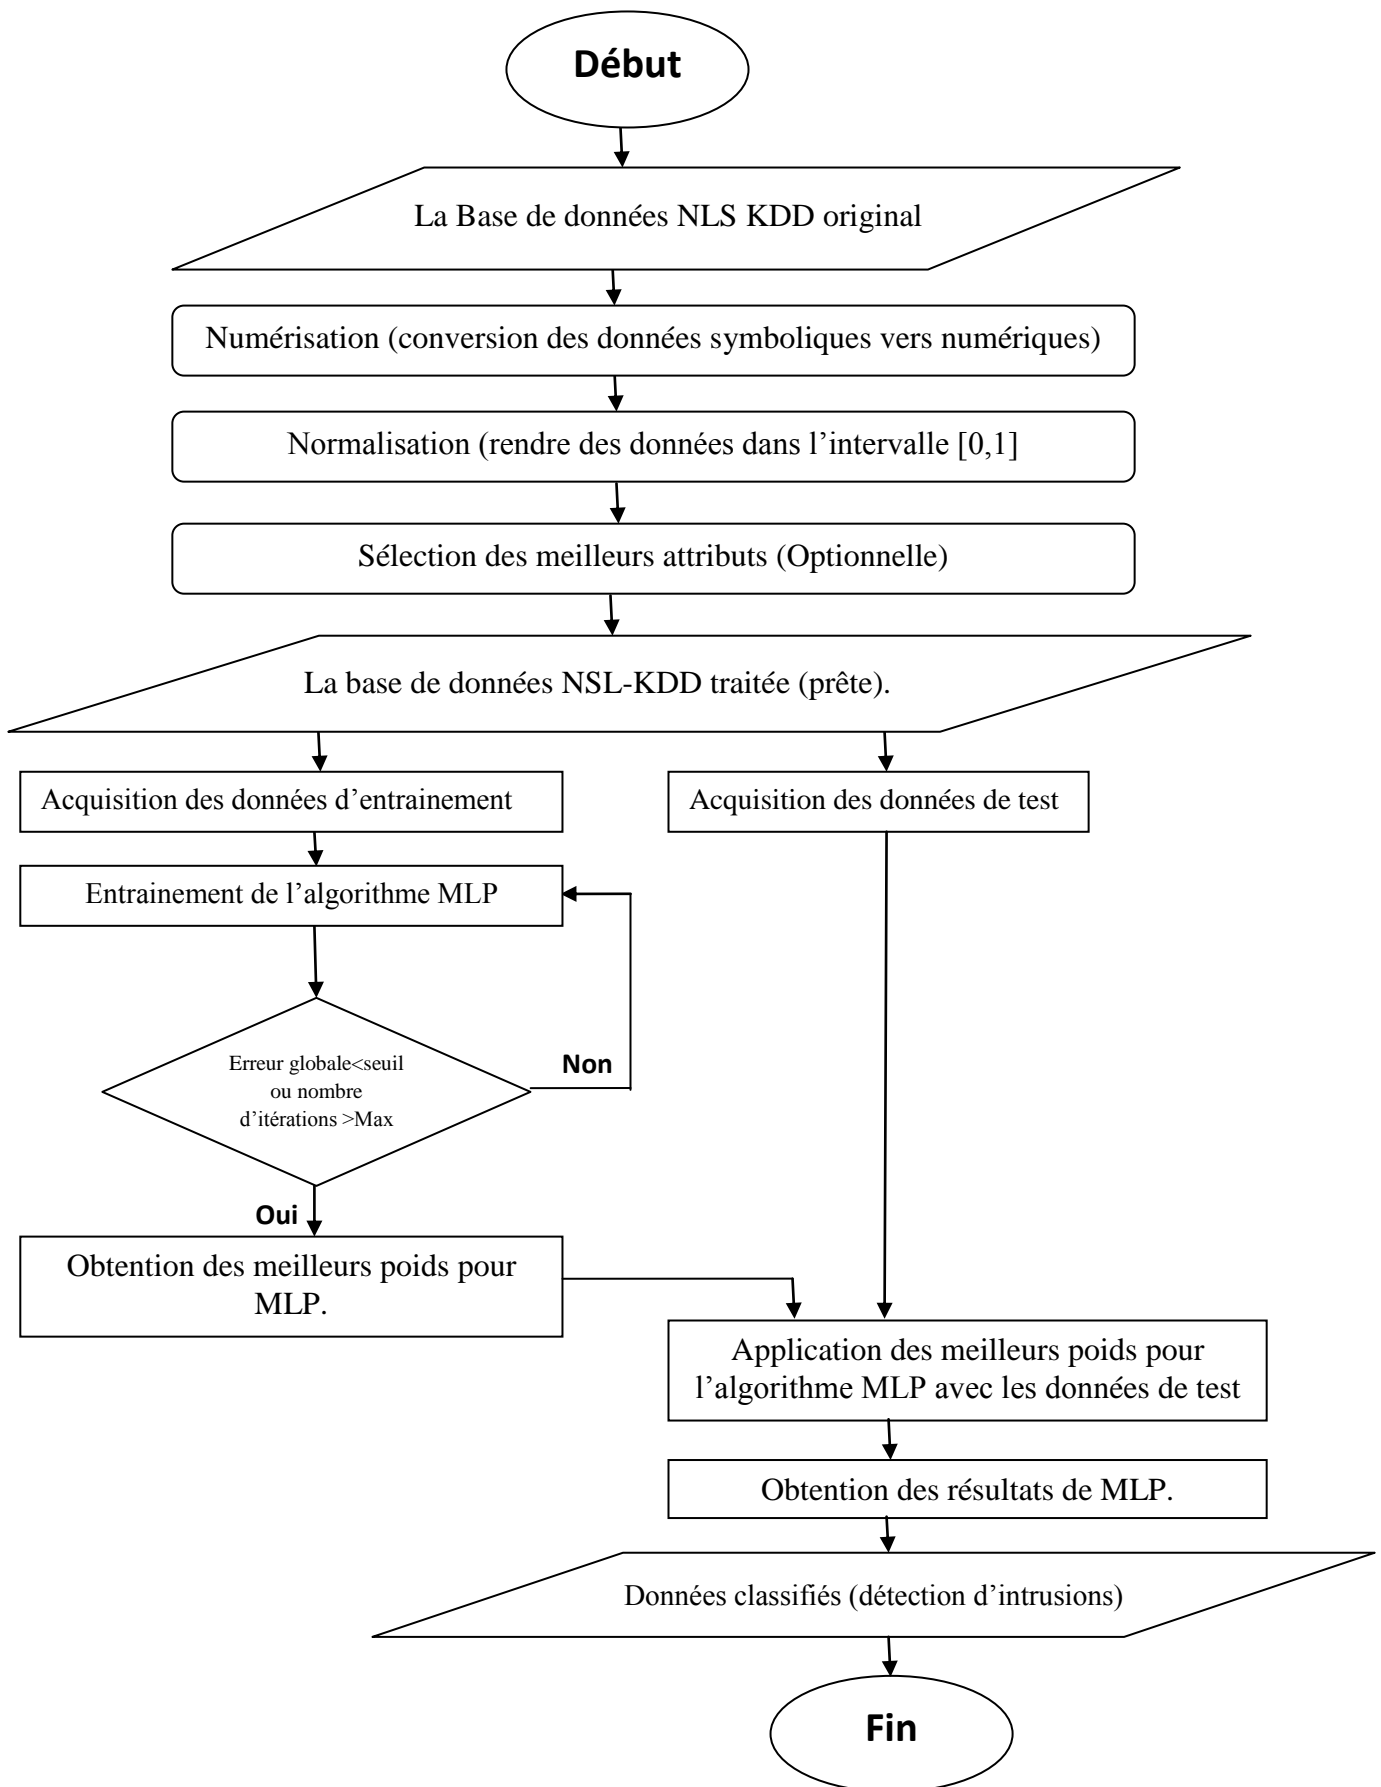 Début
La Base de données NLS KDD original
Numérisation (conversion des données symboliques vers numériques)
Normalisation (rendre des données dans l’intervalle [0,1]
Sélection des meilleurs attributs (Optionnelle)
La base de données NSL-KDD traitée (prête).
Acquisition des données d’entrainement
Acquisition des données de test
Entrainement de l’algorithme MLP
Erreur globale<seuil
ou nombre
d’itérations >Max
Non
Oui
Obtention des meilleurs poids pour
MLP.
Application des meilleurs poids pour
l’algorithme MLP avec les données de test
Obtention des résultats de MLP.
Données classifiés (détection d’intrusions)
Fin